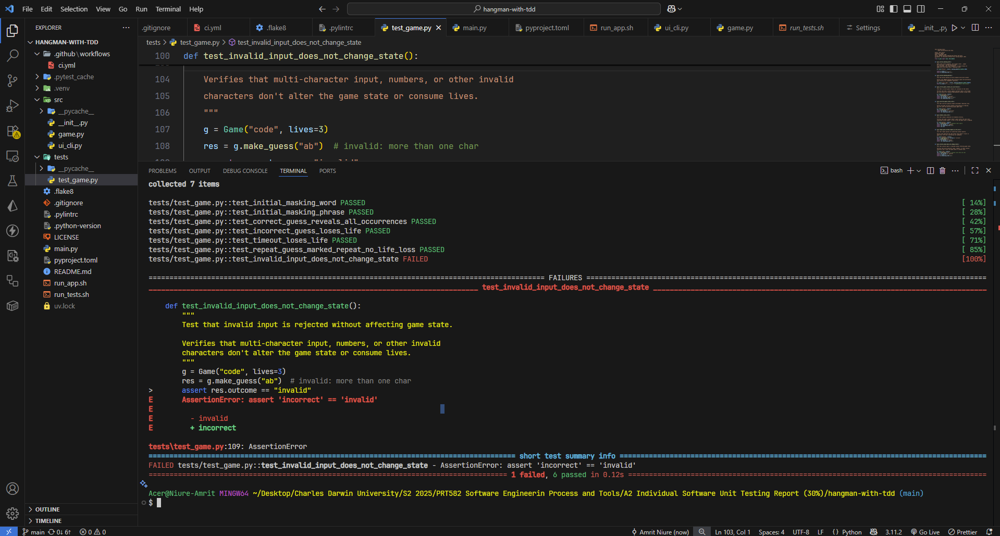 File Edit Selection View Go Run Terminal Help
hangman-with-tdd
EXPLORER
.gitignore
ci.yml
.flake8
.pylintrc
test_game.py
main.py
pyproject.toml
run_app.sh
ui_cli.py
game.py
run_tests.sh
Settings
__init__.py
HANGMAN-WITH-TDD
.github\workflows
ci.yml
.pytest_cache
.venv
src
__pycache__
__init__.py
game.py
ui_cli.py
tests
__pycache__
test_game.py
.flake8
.gitignore
.pylintrc
.python-version
LICENSE
main.py
pyproject.toml
README.md
run_app.sh
run_tests.sh
uv.lock
OUTLINE
TIMELINE
tests > test_game.py > test_invalid_input_does_not_change_state
100 def test_invalid_input_does_not_change_state():
104 Verifies that multi-character input, numbers, or other invalid
105 characters don't alter the game state or consume lives.
106 """
107 g = Game("code", lives=3)
108 res = g.make_guess("ab")  # invalid: more than one char
PROBLEMS OUTPUT DEBUG CONSOLE TERMINAL PORTS
bash
collected 7 items
tests/test_game.py::test_initial_masking_word PASSED [ 14%]
tests/test_game.py::test_initial_masking_phrase PASSED [ 28%]
tests/test_game.py::test_correct_guess_reveals_all_occurrences PASSED [ 42%]
tests/test_game.py::test_incorrect_guess_loses_life PASSED [ 57%]
tests/test_game.py::test_timeout_loses_life PASSED [ 71%]
tests/test_game.py::test_repeat_guess_marked_repeat_no_life_loss PASSED [ 85%]
tests/test_game.py::test_invalid_input_does_not_change_state FAILED [100%]
FAILURES
test_invalid_input_does_not_change_state
def test_invalid_input_does_not_change_state():
"""
Test that invalid input is rejected without affecting game state.
Verifies that multi-character input, numbers, or other invalid
characters don't alter the game state or consume lives.
"""
g = Game("code", lives=3)
res = g.make_guess("ab")  # invalid: more than one char
> assert res.outcome == "invalid"
E AssertionError: assert 'incorrect' == 'invalid'
E
E - invalid
E + incorrect
tests\test_game.py:109: AssertionError
short test summary info
FAILED tests/test_game.py::test_invalid_input_does_not_change_state - AssertionError: assert 'incorrect' == 'invalid'
1 failed, 6 passed in 0.12s
Acer@Niure-Amrit MINGW64 ~/Desktop/Charles Darwin University/S2 2025/PRT582 Software Engineerin Process and Tools/A2 Individual Software Unit Testing Report (30%)/hangman-with-tdd (main)
$
main 0↓ 6↑ 0 0 Amrit Niure (now) Ln 103, Col 1 Spaces: 4 UTF-8 LF { } Python 3.11.2 Go Live Prettier